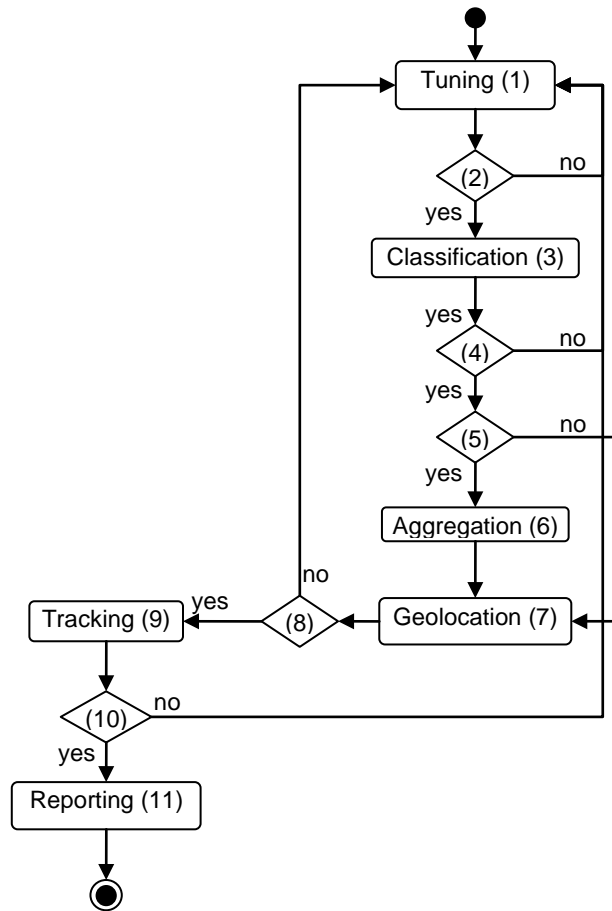 Tuning (1)
(2)
no
yes
Classification (3)
yes
(4)
no
yes
(5)
no
yes
Aggregation (6)
no
Tracking (9)
yes
(8)
Geolocation (7)
(10)
no
yes
Reporting (11)